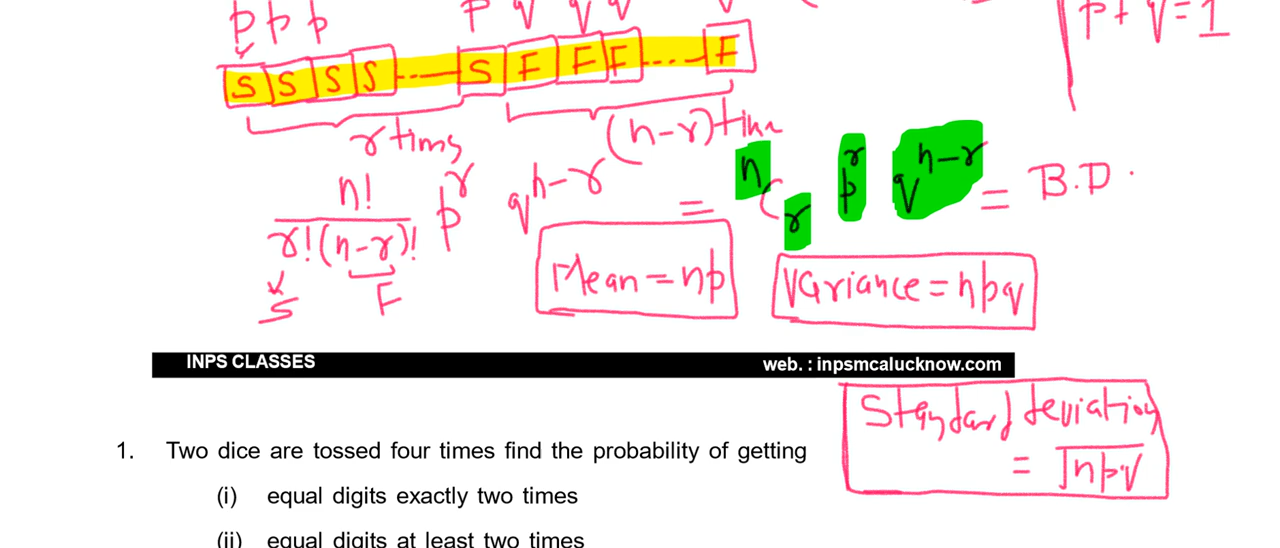 p p p p q q q q
p + q = 1
S S S S ..... S F F F .... F
r times (n-r) time
n! / r!(n-r)! p^r q^n-r = nCr p^r q^n-r = B.D.
S F
Mean = np Variance = npq
INPS CLASSES web. : inpsmcalucknow.com
Standard deviation
= √npq
1. Two dice are tossed four times find the probability of getting
(i) equal digits exactly two times
(ii) equal digits at least two times